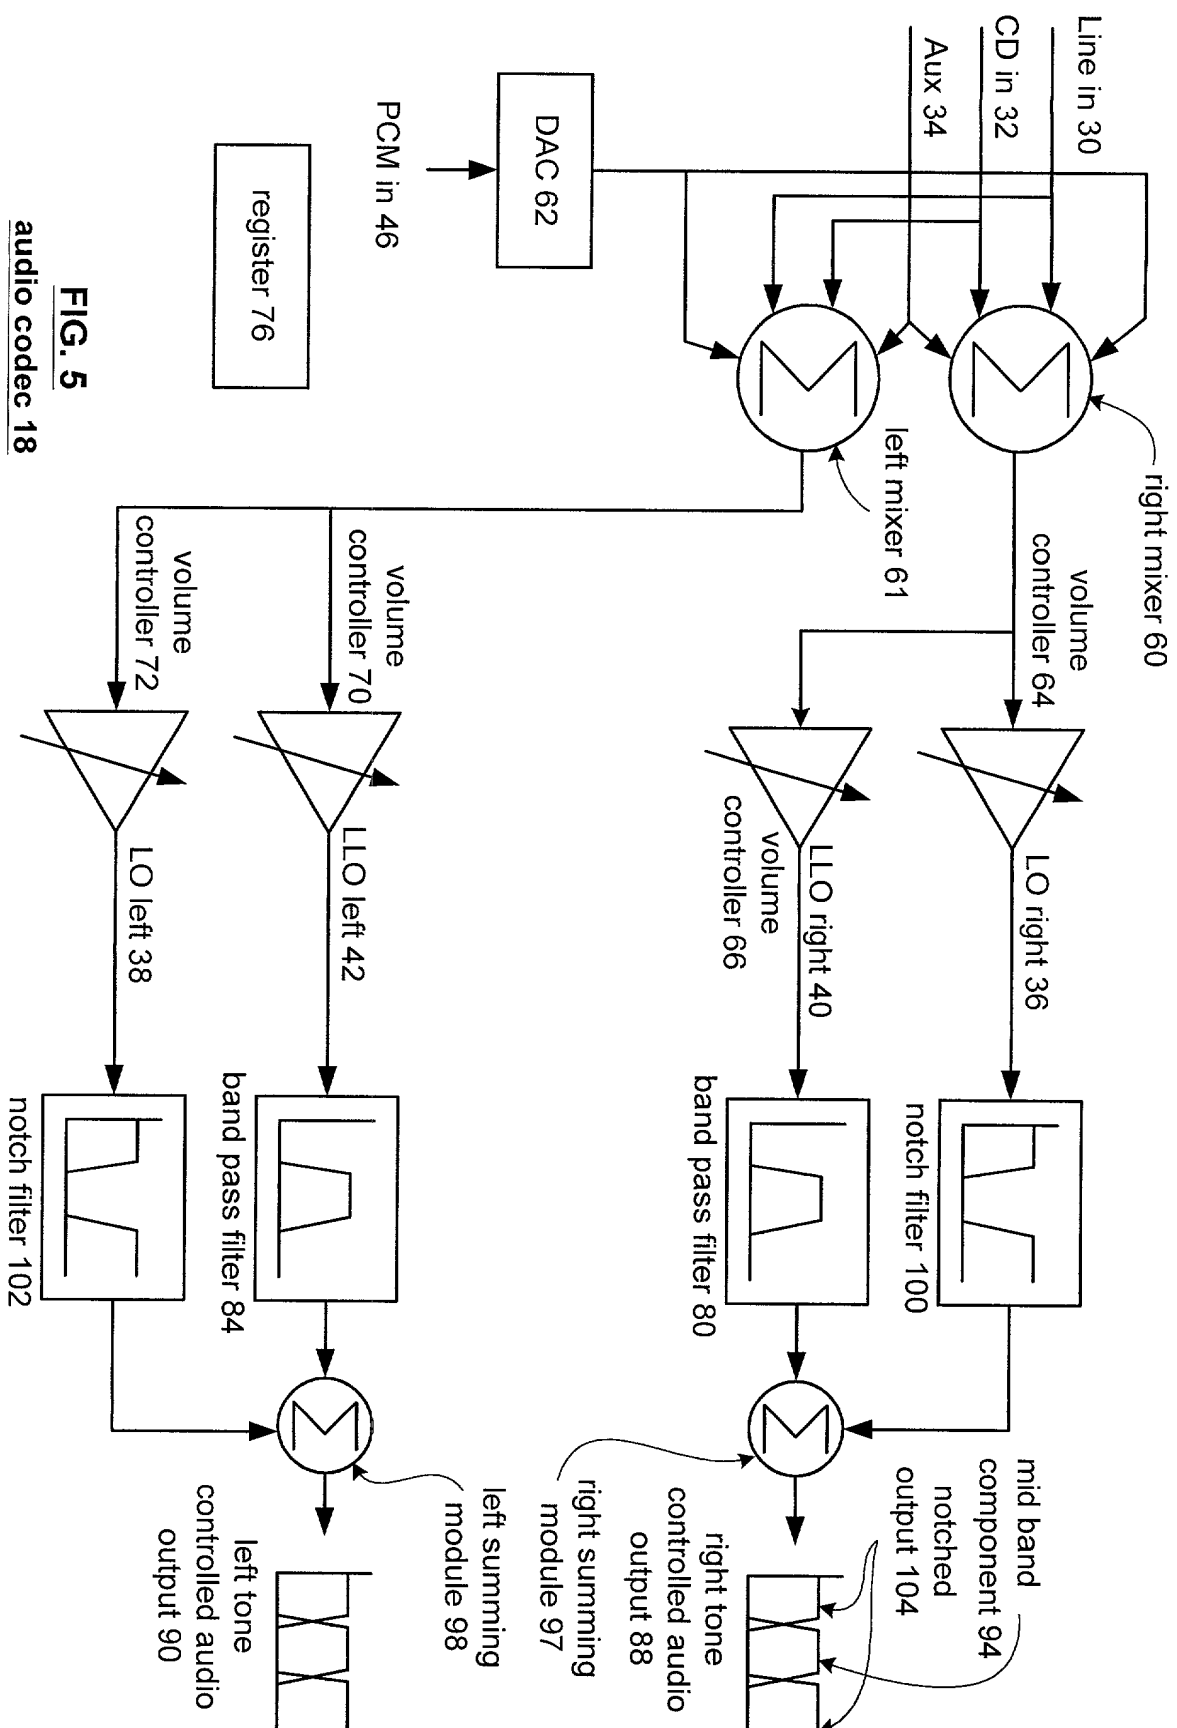 Line in 30
CD in 32
Aux 34
DAC 62
PCM in 46
register 76
right mixer 60
left mixer 61
volume
controller 64
volume
controller 66
volume
controller 70
volume
controller 72
LO right 36
LLO right 40
LLO left 42
LO left 38
notch filter 100
band pass filter 80
band pass filter 84
notch filter 102
mid band
component 94
notched
output 104
right tone
controlled audio
output 88
right summing
module 97
left summing
module 98
left tone
controlled audio
output 90
FIG. 5
audio codec 18